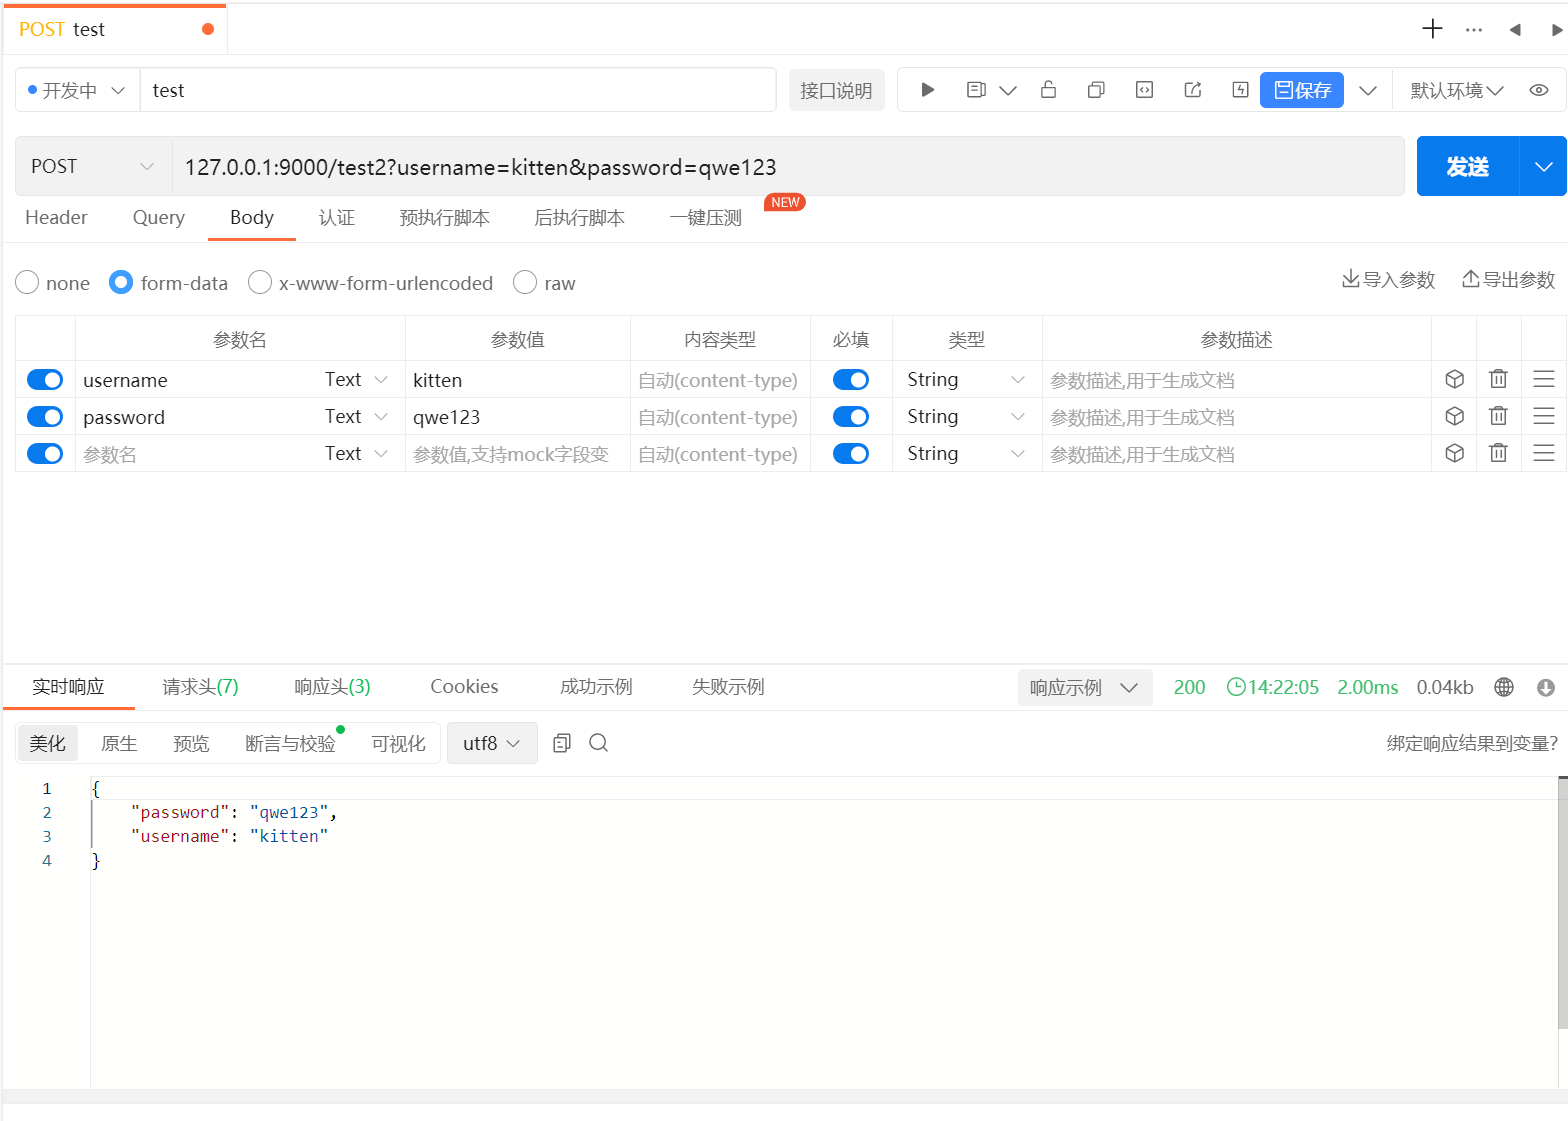 POST test
开发中 test 接口说明 保存 默认环境
POST 127.0.0.1:9000/test2?username=kitten&password=qwe123 发送
Header Query Body 认证 预执行脚本 后执行脚本 一键压测 NEW
none form-data x-www-form-urlencoded raw 导入参数 导出参数
参数名 参数值 内容类型 必填 类型 参数描述
username Text kitten 自动(content-type) String 参数描述,用于生成文档
password Text qwe123 自动(content-type) String 参数描述,用于生成文档
参数名 Text 参数值,支持mock字段变 自动(content-type) String 参数描述,用于生成文档
实时响应 请求头(7) 响应头(3) Cookies 成功示例 失败示例 响应示例 200 14:22:05 2.00ms 0.04kb
美化 原生 预览 断言与校验 可视化 utf8 绑定响应结果到变量?
1 {
2 "password": "qwe123",
3 "username": "kitten"
4 }